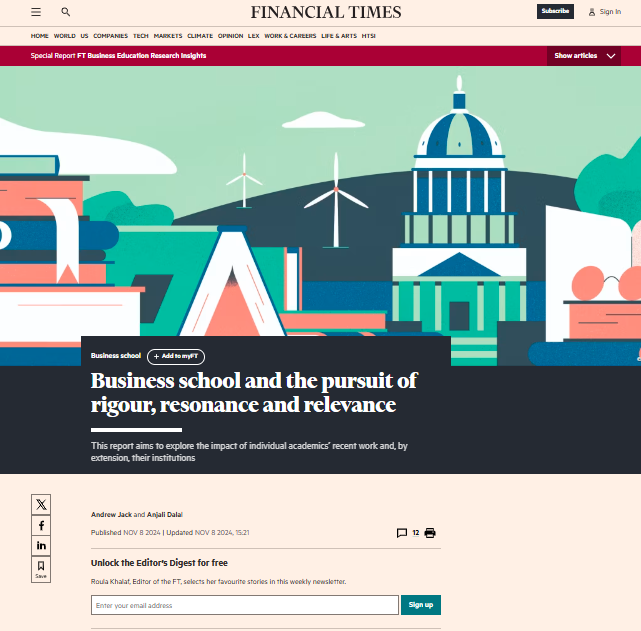 FINANCIAL TIMES
Subscribe
Sign In
HOME WORLD US COMPANIES TECH MARKETS CLIMATE OPINION LEX WORK & CAREERS LIFE & ARTS HTSI
Special Report FT Business Education Research Insights
Show articles
Business school
+ Add to myFT
Business school and the pursuit of
rigour, resonance and relevance
This report aims to explore the impact of individual academics' recent work and, by
extension, their institutions
Andrew Jack and Anjali Dalal
Published NOV 8 2024 | Updated NOV 8 2024, 15:21
12
Save
Unlock the Editor's Digest for free
Roula Khalaf, Editor of the FT, selects her favourite stories in this weekly newsletter.
Enter your email address
Sign up